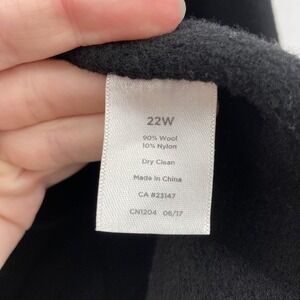 22W
90% Wool
10% Nylon
Dry Clean
Made in China
CA #23147
CN1204 06/17